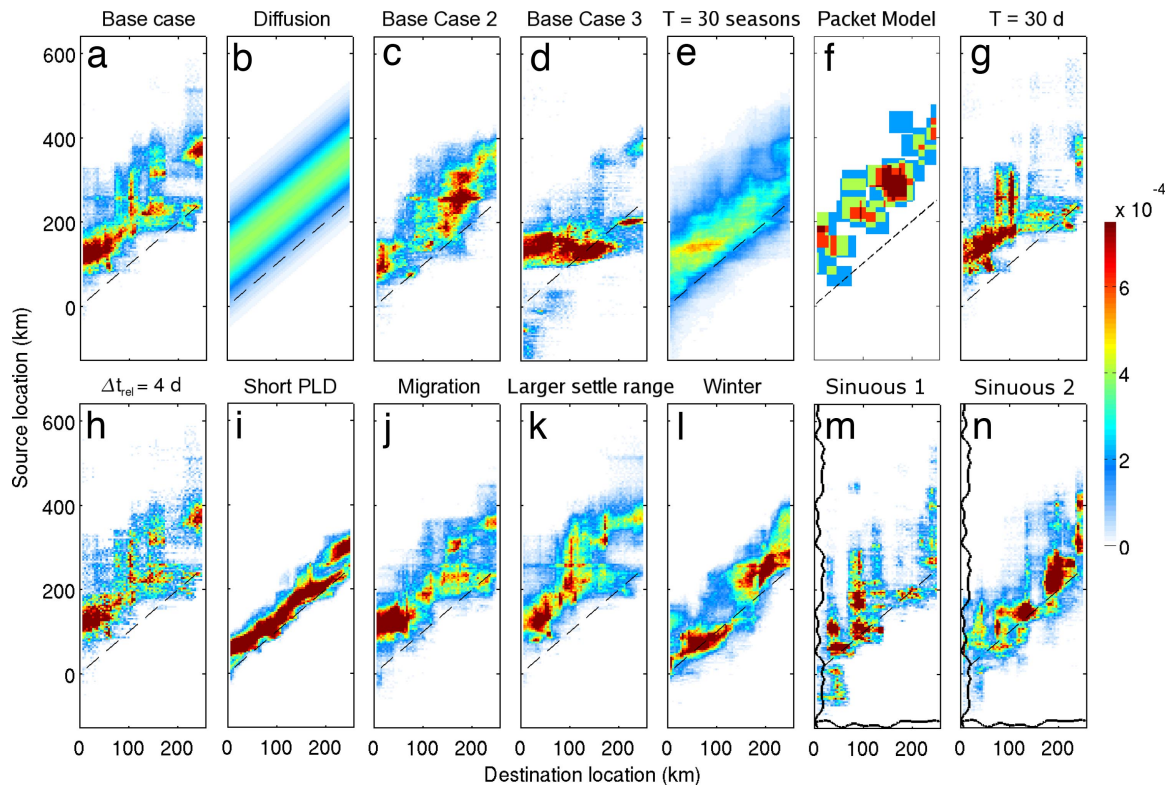 Base case
Diffusion
Base Case 2
Base Case 3
T = 30 seasons
Packet Model
T = 30 d
a
b
c
d
e
f
g
600
400
200
0
Source location (km)
x 10 -4
6
4
2
0
Δt rel = 4 d
Short PLD
Migration
Larger settle range
Winter
Sinuous 1
Sinuous 2
h
i
j
k
l
m
n
600
400
200
0
0 100 200
0 100 200
0 100 200
0 100 200
0 100 200
0 100 200
0 100 200
Destination location (km)